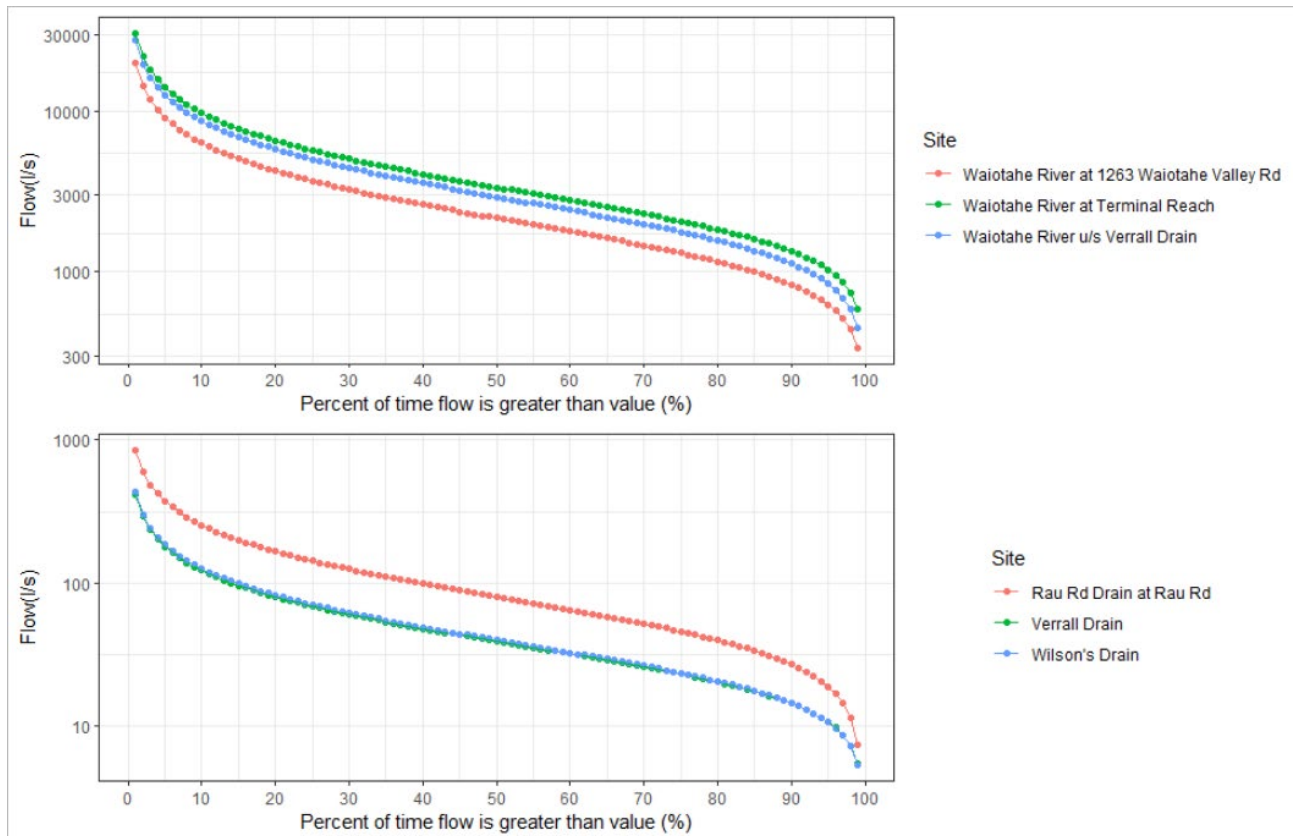 30000
10000
3000
1000
300
Flow(l/s)
0 10 20 30 40 50 60 70 80 90 100
Percent of time flow is greater than value (%)
Site
Waiotahe River at 1263 Waiotahe Valley Rd
Waiotahe River at Terminal Reach
Waiotahe River u/s Verrall Drain
1000
100
10
Flow(l/s)
0 10 20 30 40 50 60 70 80 90 100
Percent of time flow is greater than value (%)
Site
Rau Rd Drain at Rau Rd
Verrall Drain
Wilson's Drain